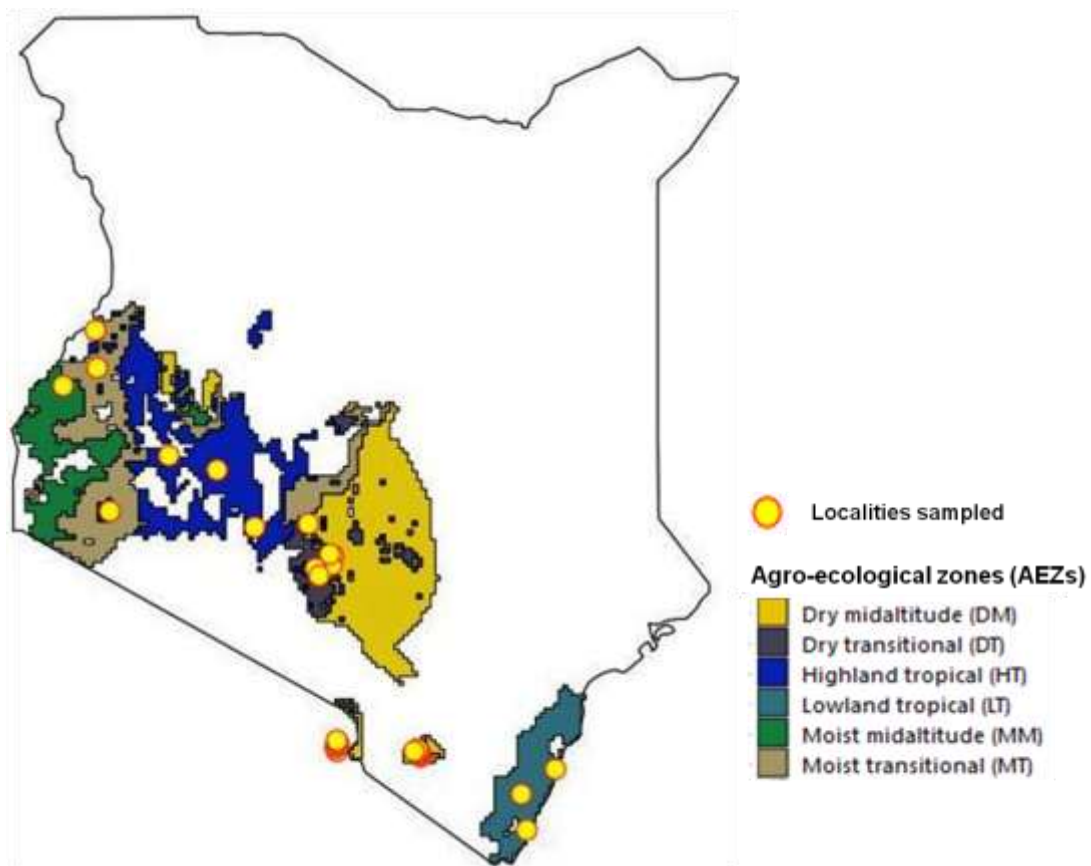 Localities sampled
Agro-ecological zones (AEZs)
Dry midaltitude (DM)
Dry transitional (DT)
Highland tropical (HT)
Lowland tropical (LT)
Moist midaltitude (MM)
Moist transitional (MT)